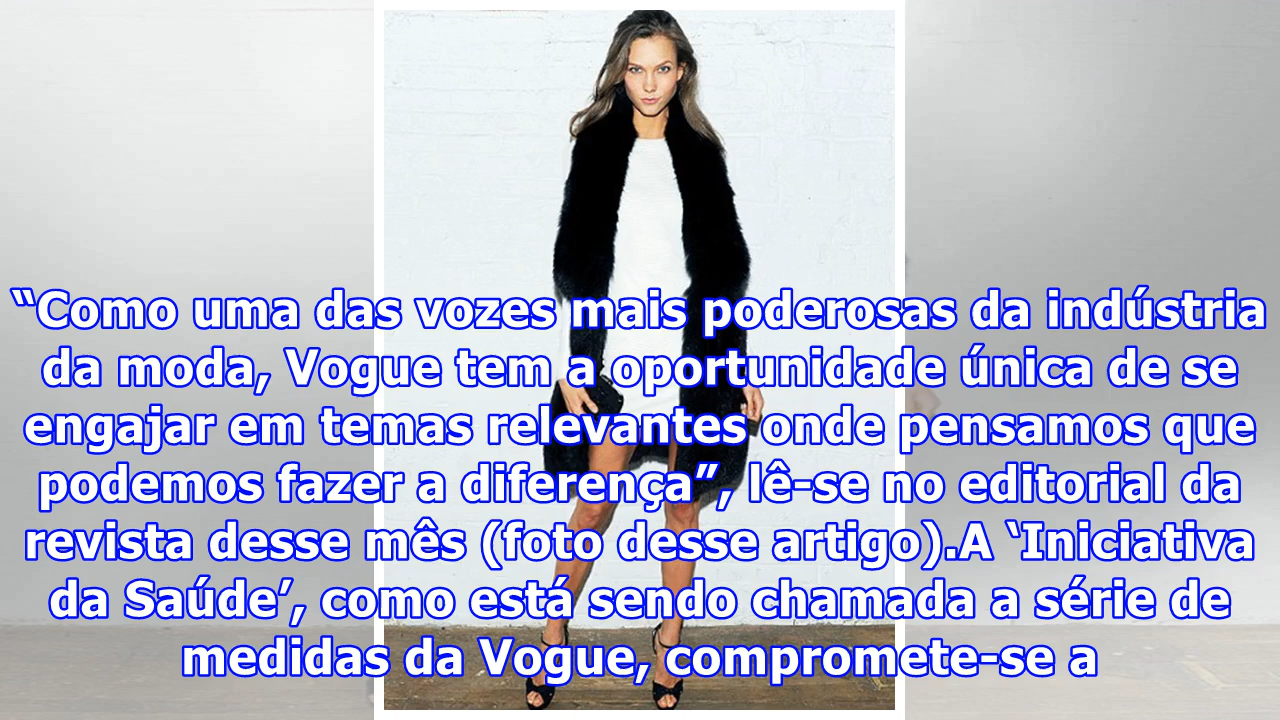 “Como uma das vozes mais poderosas da indústria
da moda, Vogue tem a oportunidade única de se
engajar em temas relevantes onde pensamos que
podemos fazer a diferença”, lê-se no editorial da
revista desse mês (foto desse artigo).A ‘Iniciativa
da Saúde’, como está sendo chamada a série de
medidas da Vogue, compromete-se a